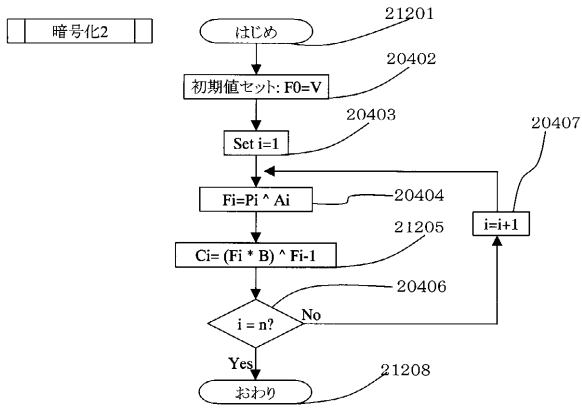 暗号化2
はじめ
21201
初期値セット: F0=V
20402
Set i=1
20403
20407
Fi=Pi ^ Ai
20404
i=i+1
Ci= (Fi * B) ^ Fi-1
21205
i = n?
20406
No
Yes
おわり
21208